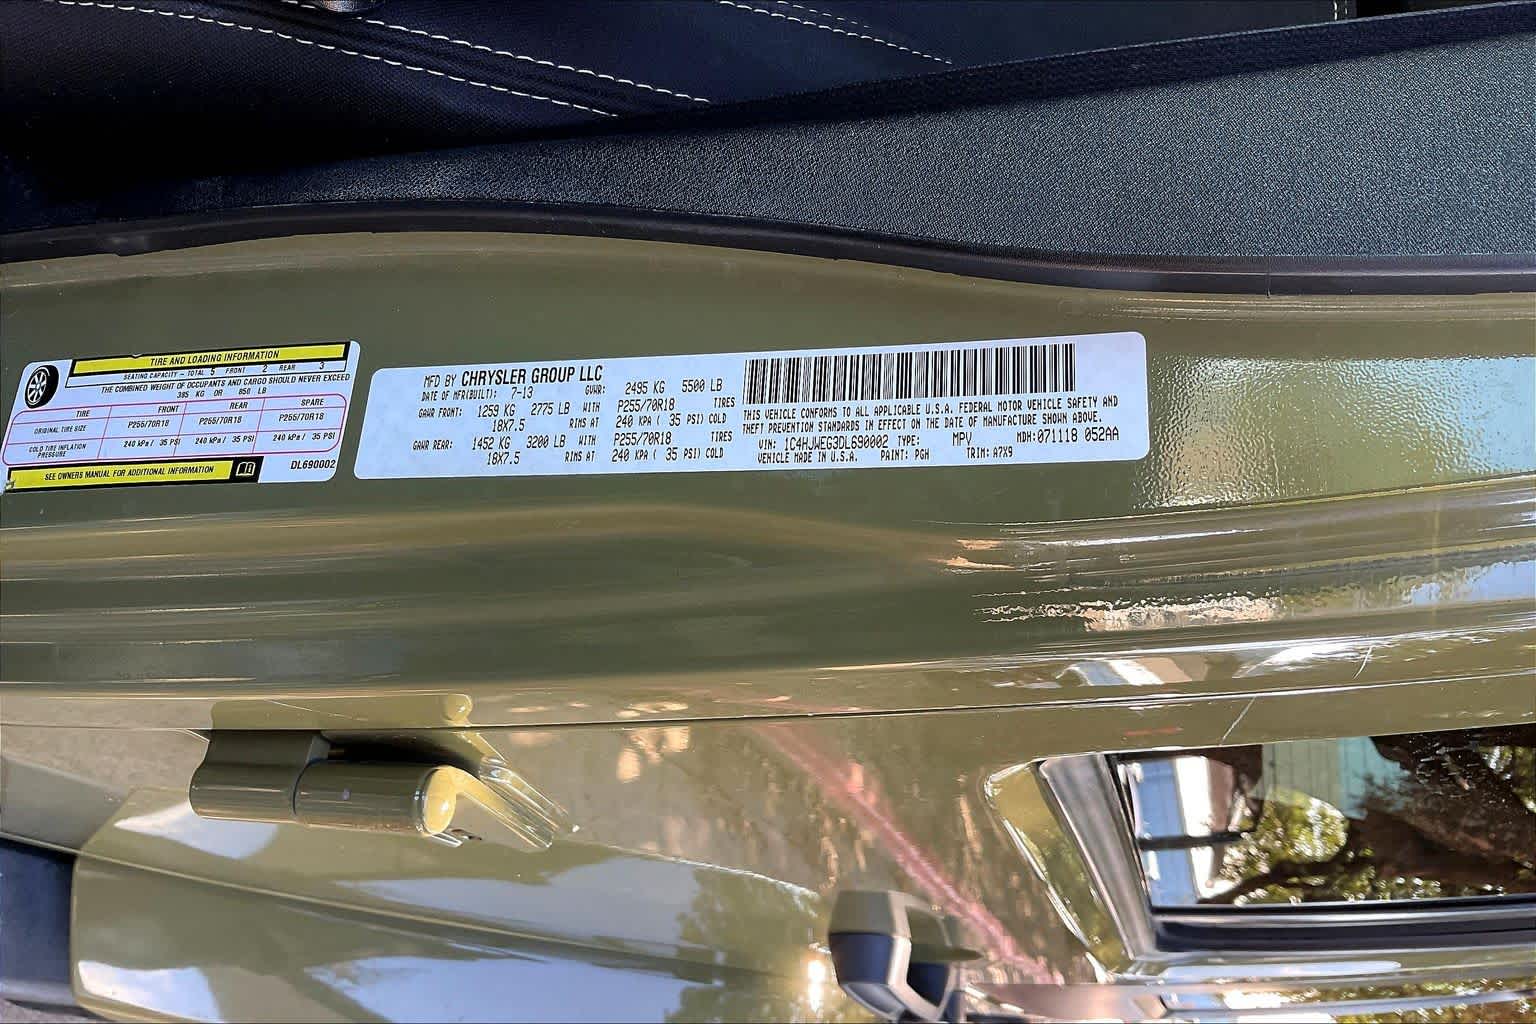 TIRE AND LOADING INFORMATION
SEATING CAPACITY - TOTAL 5 FRONT 2 REAR 3
THE COMBINED WEIGHT OF OCCUPANTS AND CARGO SHOULD NEVER EXCEED
385 KG OR 850 LB
TIRE FRONT REAR SPARE
ORIGINAL TIRE SIZE P255/70R18 P255/70R18 P255/70R18
COLD TIRE INFLATION PRESSURE 240 kPa / 35 PSI 240 kPa / 35 PSI 240 kPa / 35 PSI
SEE OWNERS MANUAL FOR ADDITIONAL INFORMATION
DL690002
MFD BY CHRYSLER GROUP LLC
DATE OF MFR(BUILT): 7-13 GVWR: 2495 KG 5500 LB
GAWR FRONT: 1259 KG 2775 LB WITH P255/70R18 TIRES
18X7.5 RIMS AT 240 KPA ( 35 PSI) COLD
GAWR REAR: 1452 KG 3200 LB WITH P255/70R18 TIRES
18X7.5 RIMS AT 240 KPA ( 35 PSI) COLD
THIS VEHICLE CONFORMS TO ALL APPLICABLE U.S.A. FEDERAL MOTOR VEHICLE SAFETY AND
THEFT PREVENTION STANDARDS IN EFFECT ON THE DATE OF MANUFACTURE SHOWN ABOVE.
VIN: 1C4HJWEG3DL690002 TYPE: MPV MDH:071118 052AA
VEHICLE MADE IN U.S.A. PAINT: PGH TRIM: A7X9